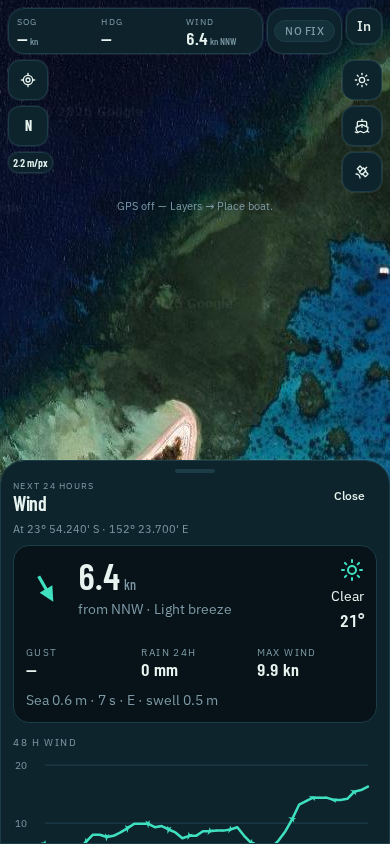 SOG HDG WIND
— kn — 6.4 kn NNW
NO FIX
In
N
2025 Google
2.2 m/px
GPS off — Layers → Place boat.
Google
NEXT 24 HOURS
Wind
Close
At 23° 54.240' S · 152° 23.700' E
6.4 kn
from NNW · Light breeze
Clear
21°
GUST RAIN 24H MAX WIND
— 0 mm 9.9 kn
Sea 0.6 m · 7 s · E · swell 0.5 m
48 H WIND
20
10